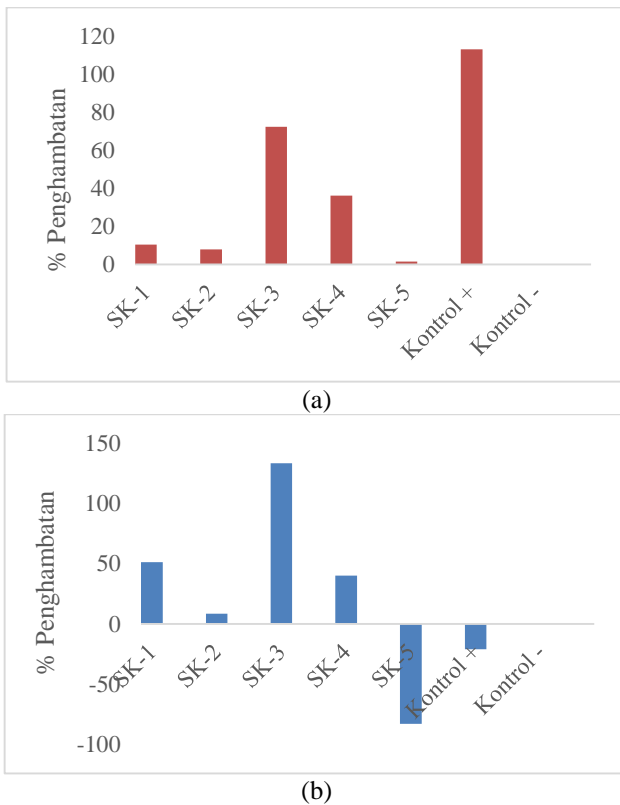 % Penghambatan
120
100
80
60
40
20
0
SK-1
SK-2
SK-3
SK-4
SK-5
Kontrol +
Kontrol -
(a)
% Penghambatan
150
100
50
0
-50
-100
SK-1
SK-2
SK-3
SK-4
SK-5
Kontrol +
Kontrol -
(b)